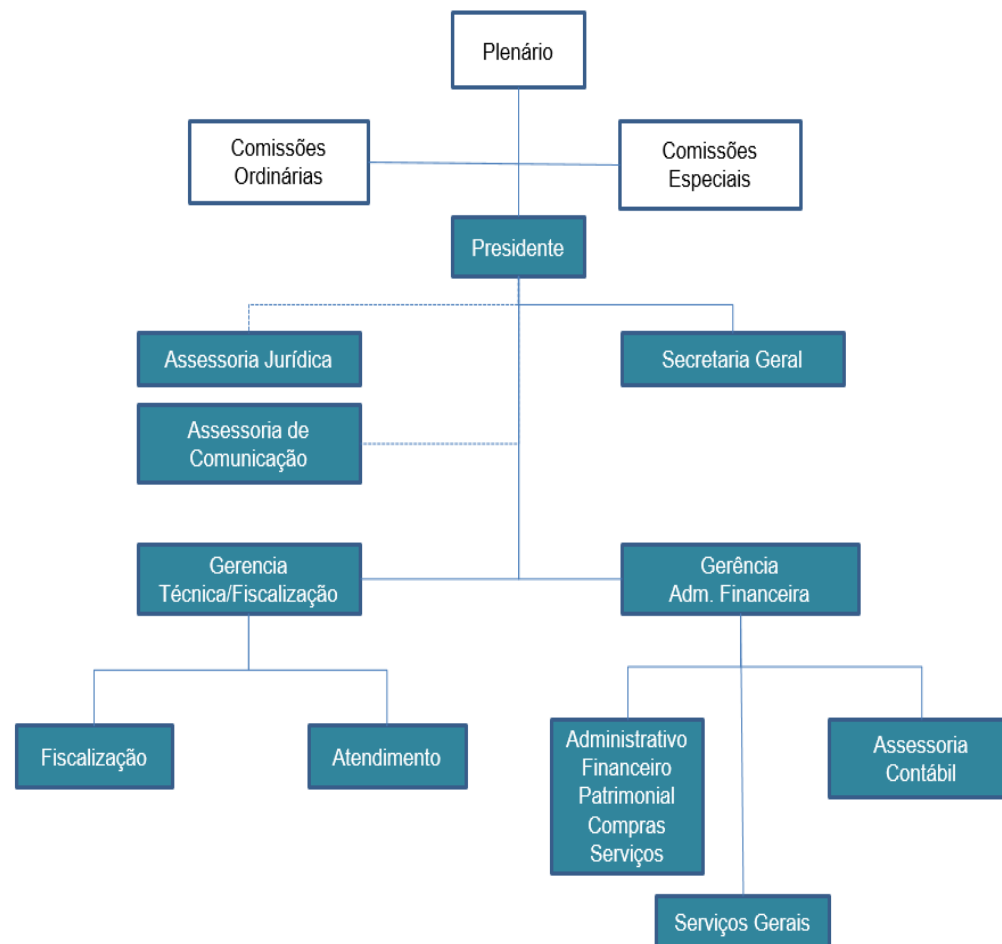 Plenário
Comissões
Ordinárias
Comissões
Especiais
Presidente
Assessoria Jurídica
Secretaria Geral
Assessoria de
Comunicação
Gerencia
Técnica/Fiscalização
Gerência
Adm. Financeira
Fiscalização
Atendimento
Administrativo
Financeiro
Patrimonial
Compras
Serviços
Assessoria
Contábil
Serviços Gerais